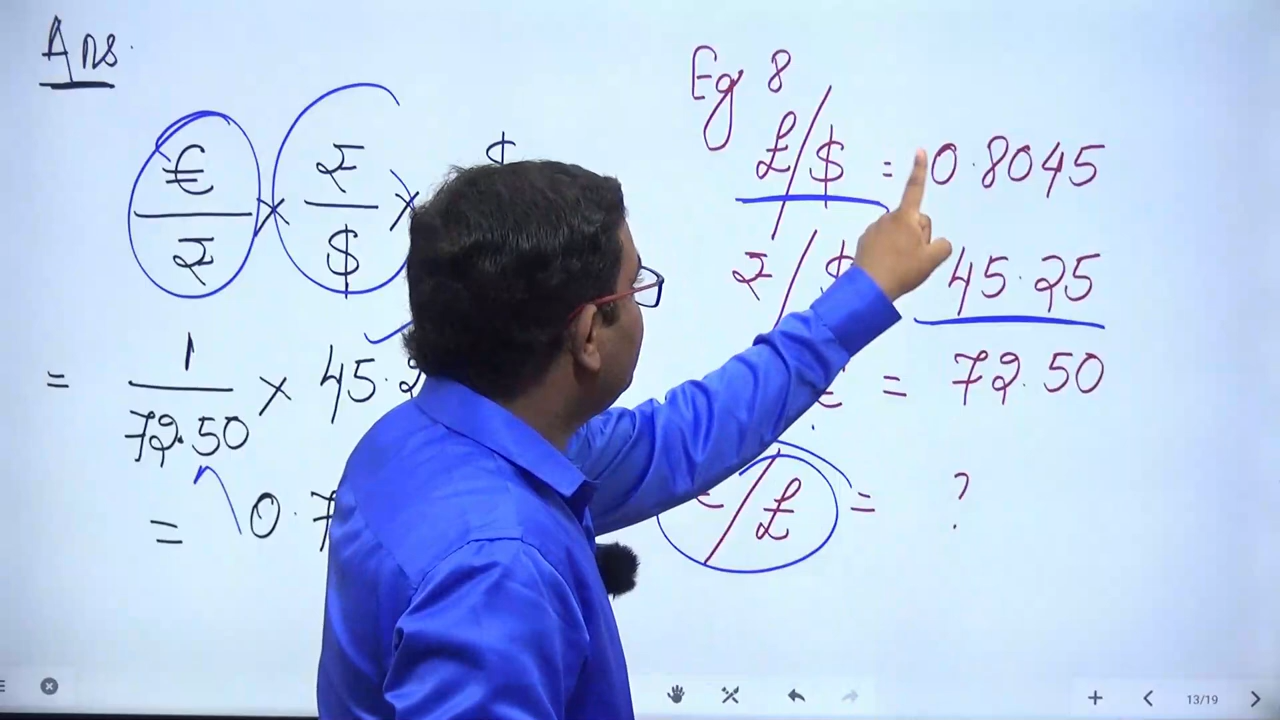 Ans.
€/₹ × ₹/$ × $
= 1/72.50 × 45.2
= 0.7
Eg 8
£/$ = 0.8045
₹/$ 45.25
= 72.50
/£ = ?
13/19